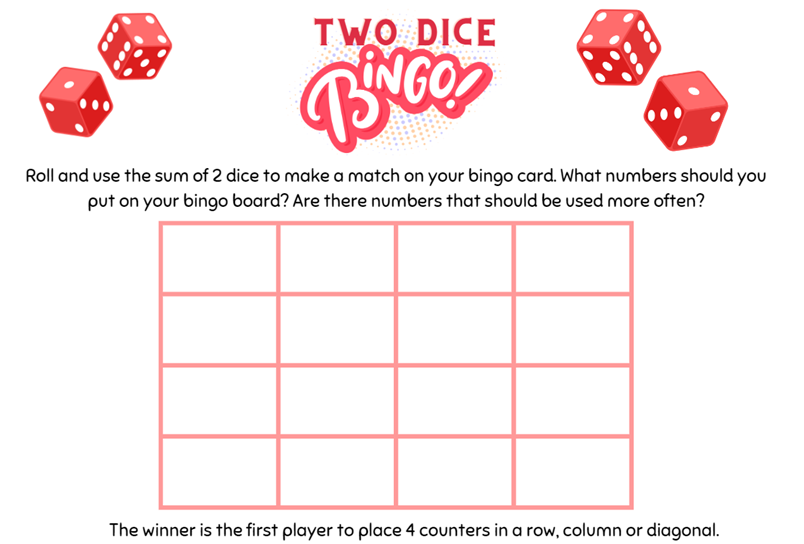 TWO DICE
BiNGO!
Roll and use the sum of 2 dice to make a match on your bingo card. What numbers should you
put on your bingo board? Are there numbers that should be used more often?
The winner is the first player to place 4 counters in a row, column or diagonal.